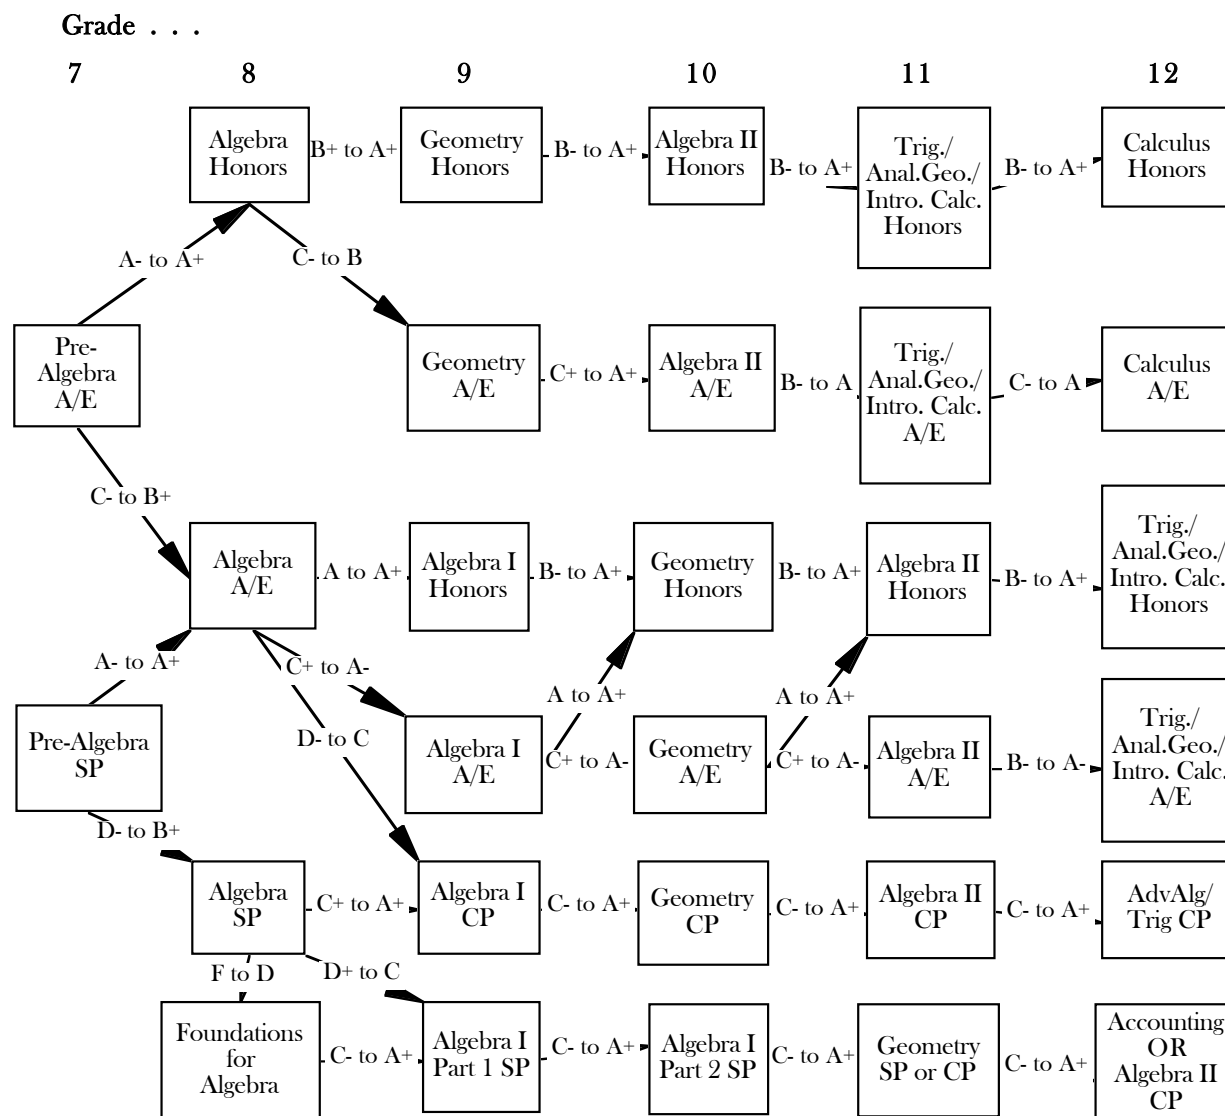 Grade . . .
7 8 9 10 11 12
Algebra
Honors
B+ to A+
Geometry
Honors
B- to A+
Algebra II
Honors
B- to A+
Trig./
Anal.Geo./
Intro. Calc.
Honors
B- to A+
Calculus
Honors
A- to A+
C- to B
Pre-
Algebra
A/E
Geometry
A/E
C+ to A+
Algebra II
A/E
B- to A
Trig./
Anal.Geo./
Intro. Calc.
A/E
C- to A
Calculus
A/E
C- to B+
Algebra
A/E
A to A+
Algebra I
Honors
B- to A+
Geometry
Honors
B- to A+
Algebra II
Honors
B- to A+
Trig./
Anal.Geo./
Intro. Calc.
Honors
A- to A+
C+ to A-
A to A+
A to A+
Pre-Algebra
SP
D- to C
Algebra I
A/E
C+ to A-
Geometry
A/E
C+ to A-
Algebra II
A/E
B- to A-
Trig./
Anal.Geo./
Intro. Calc.
A/E
D- to B+
Algebra
SP
C+ to A+
Algebra I
CP
C- to A+
Geometry
CP
C- to A+
Algebra II
CP
C- to A+
AdvAlg/
Trig CP
F to D
D+ to C
Foundations
for
Algebra
C- to A+
Algebra I
Part 1 SP
C- to A+
Algebra I
Part 2 SP
C- to A+
Geometry
SP or CP
C- to A+
Accounting
OR
Algebra II
CP